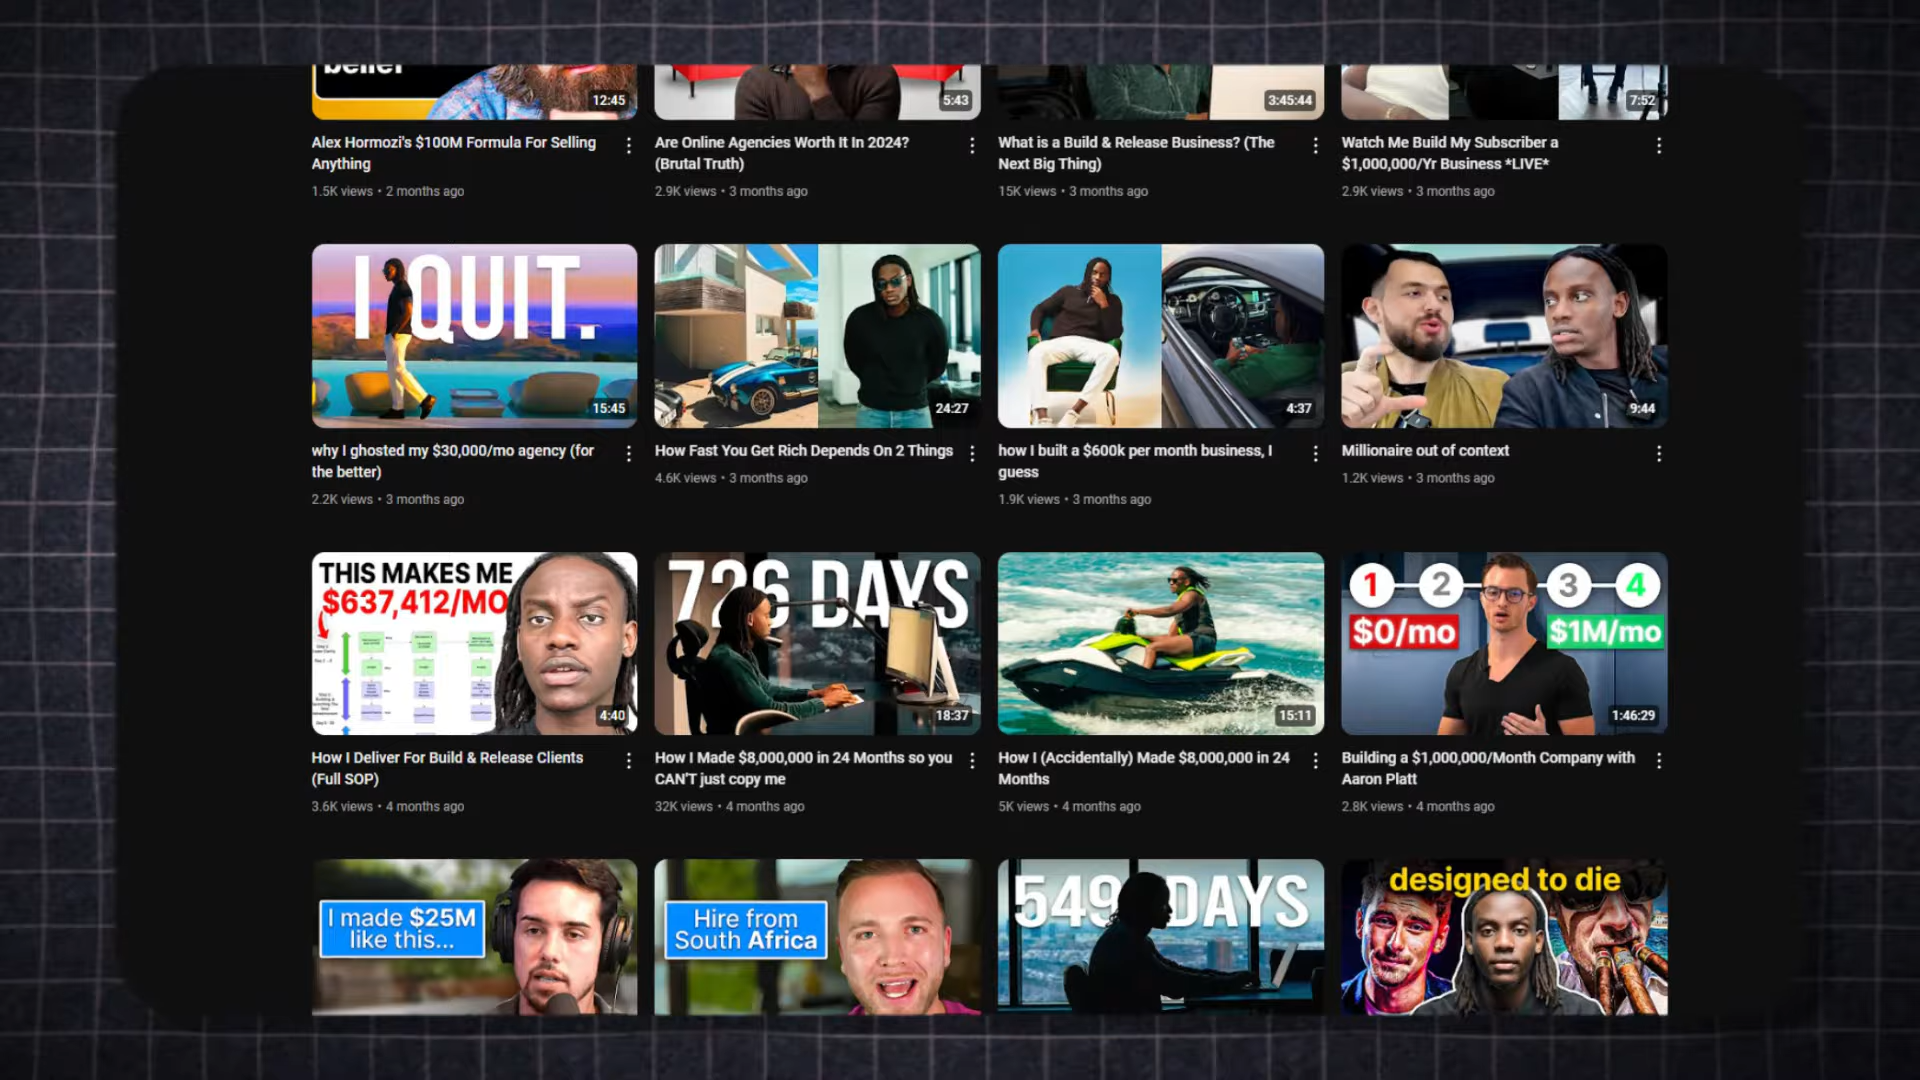 belief
12:45
5:43
3:45:44
7:52
Alex Hormozi's $100M Formula For Selling
Anything
1.5K views • 2 months ago
Are Online Agencies Worth It In 2024?
(Brutal Truth)
2.9K views • 3 months ago
What is a Build & Release Business? (The
Next Big Thing)
15K views • 3 months ago
Watch Me Build My Subscriber a
$1,000,000/Yr Business *LIVE*
2.9K views • 3 months ago
I QUIT.
15:45
24:27
4:37
9:44
why I ghosted my $30,000/mo agency (for
the better)
2.2K views • 3 months ago
How Fast You Get Rich Depends On 2 Things
4.6K views • 3 months ago
how I built a $600k per month business, I
guess
1.9K views • 3 months ago
Millionaire out of context
1.2K views • 3 months ago
THIS MAKES ME
$637,412/MO
4:40
726 DAYS
18:37
15:11
1 2 3 4
$0/mo
$1M/mo
1:46:29
How I Deliver For Build & Release Clients
(Full SOP)
3.6K views • 4 months ago
How I Made $8,000,000 in 24 Months so you
CAN'T just copy me
32K views • 4 months ago
How I (Accidentally) Made $8,000,000 in 24
Months
5K views • 4 months ago
Building a $1,000,000/Month Company with
Aaron Platt
2.8K views • 4 months ago
I made $25M
like this...
Hire from
South Africa
549 DAYS
designed to die